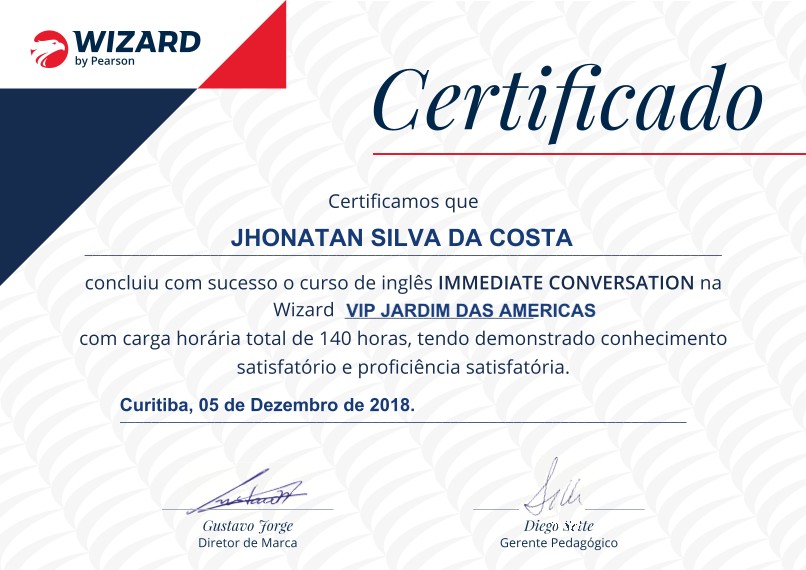 WIZARD
by Pearson
Certificado
Certificamos que
JHONATAN SILVA DA COSTA
concluiu com sucesso o curso de inglês IMMEDIATE CONVERSATION na
Wizard VIP JARDIM DAS AMERICAS
com carga horária total de 140 horas, tendo demonstrado conhecimento
satisfatório e proficiência satisfatória.
Curitiba, 05 de Dezembro de 2018.
Gustavo Jorge
Diretor de Marca
Diego Sette
Gerente Pedagógico